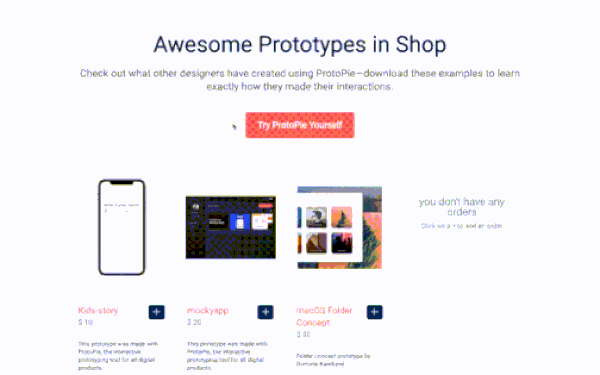 Awesome Prototypes in Shop
Check out what other designers have created using ProtoPie—download these examples to learn
exactly how they made their interactions.
Try ProtoPie Yourself
you don't have any
orders
Click on a + to add an order
Kids-story
$ 10
This prototype was made with
ProtoPie, the interactive
prototyping tool for all digital
products.
mockyapp
$ 20
This prototype was made with
ProtoPie, the interactive
prototyping tool for all digital
products.
macOS Folder
Concept
Folder concept prototype by